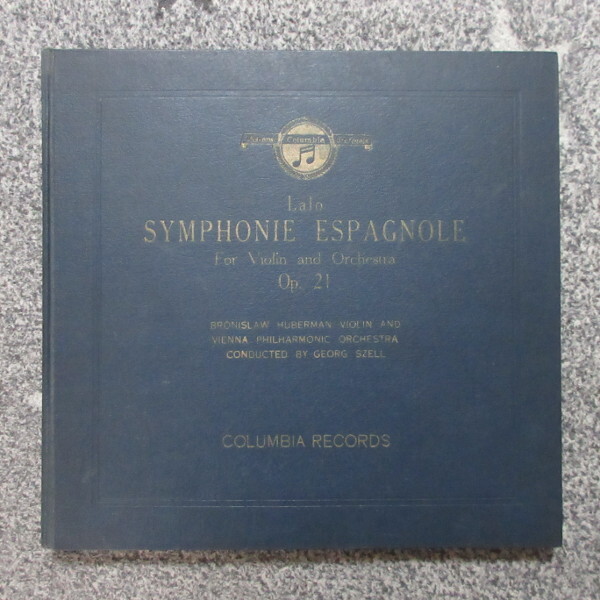 Columbia
Lalo
SYMPHONIE ESPAGNOLE
For Violin and Orchestra
Op. 21
BRONISLAW HUBERMAN VIOLIN AND
VIENNA PHILHARMONIC ORCHESTRA
CONDUCTED BY GEORG SZELL
COLUMBIA RECORDS